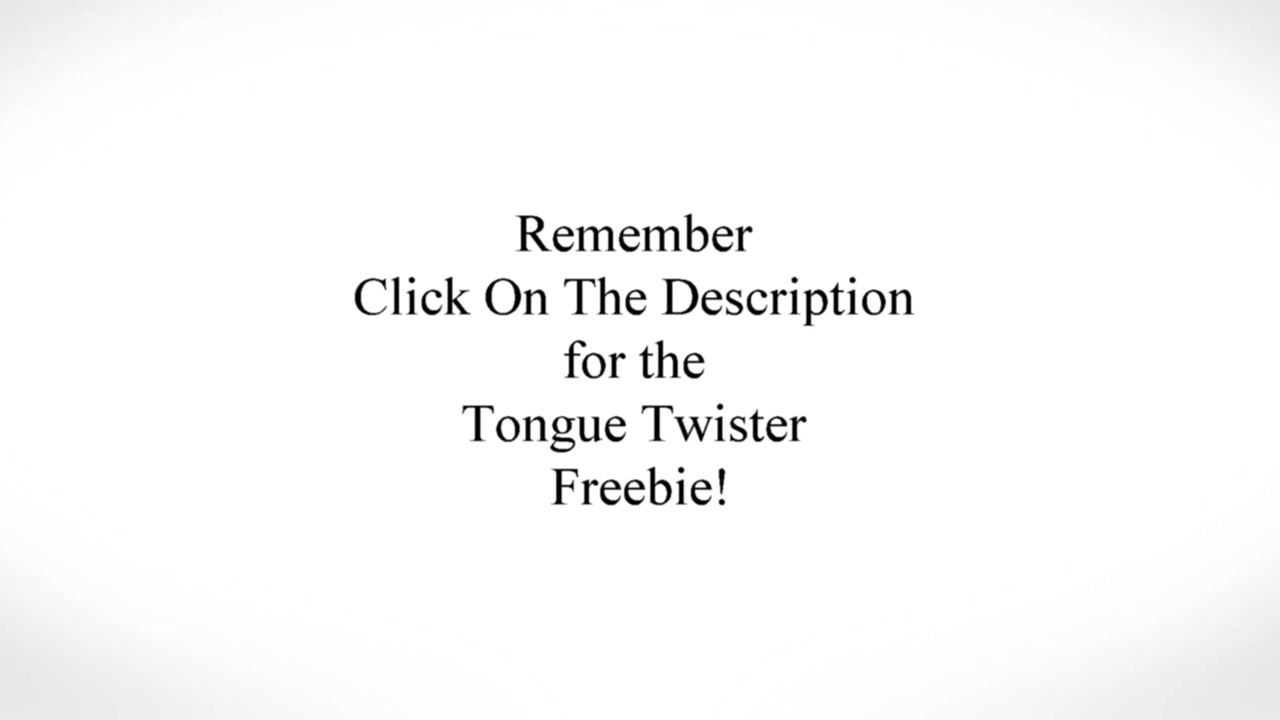 Remember
Click On The Description
for the
Tongue Twister
Freebie!